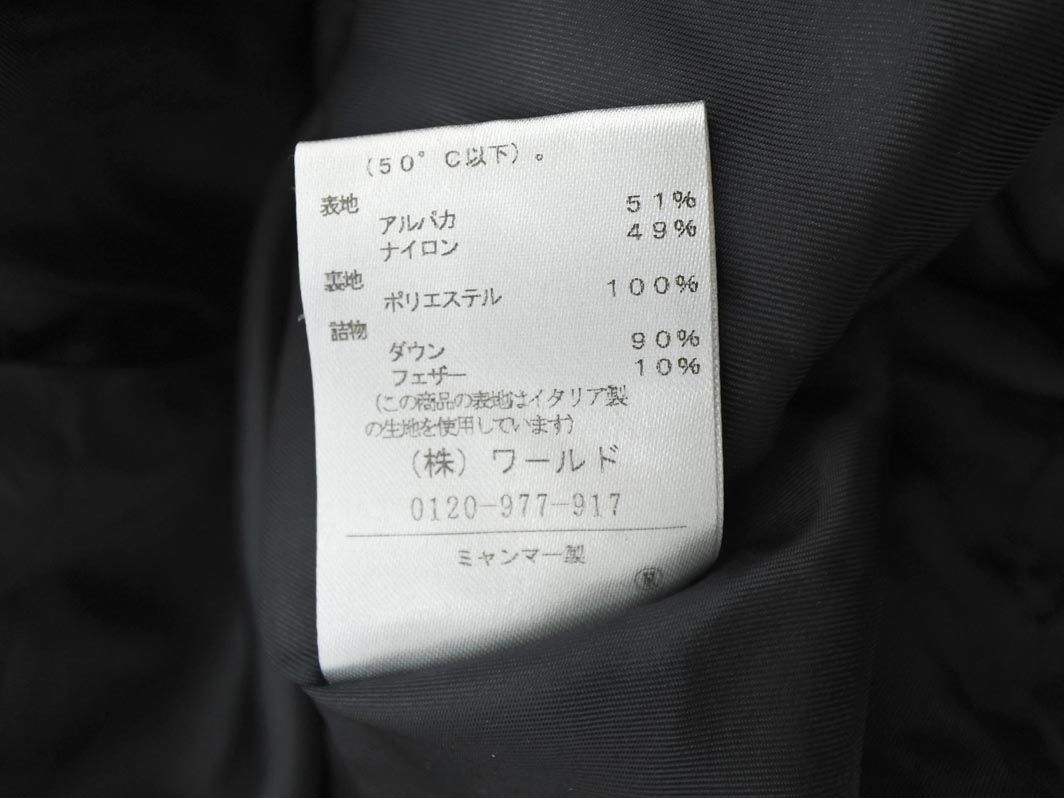 (50°C以下)。
表地
アルパカ 51%
ナイロン 49%
裏地
ポリエステル 100%
詰物
ダウン 90%
フェザー 10%
(この商品の表地はイタリア製
の生地を使用しています)
(株) ワールド
0120-977-917
ミャンマー製